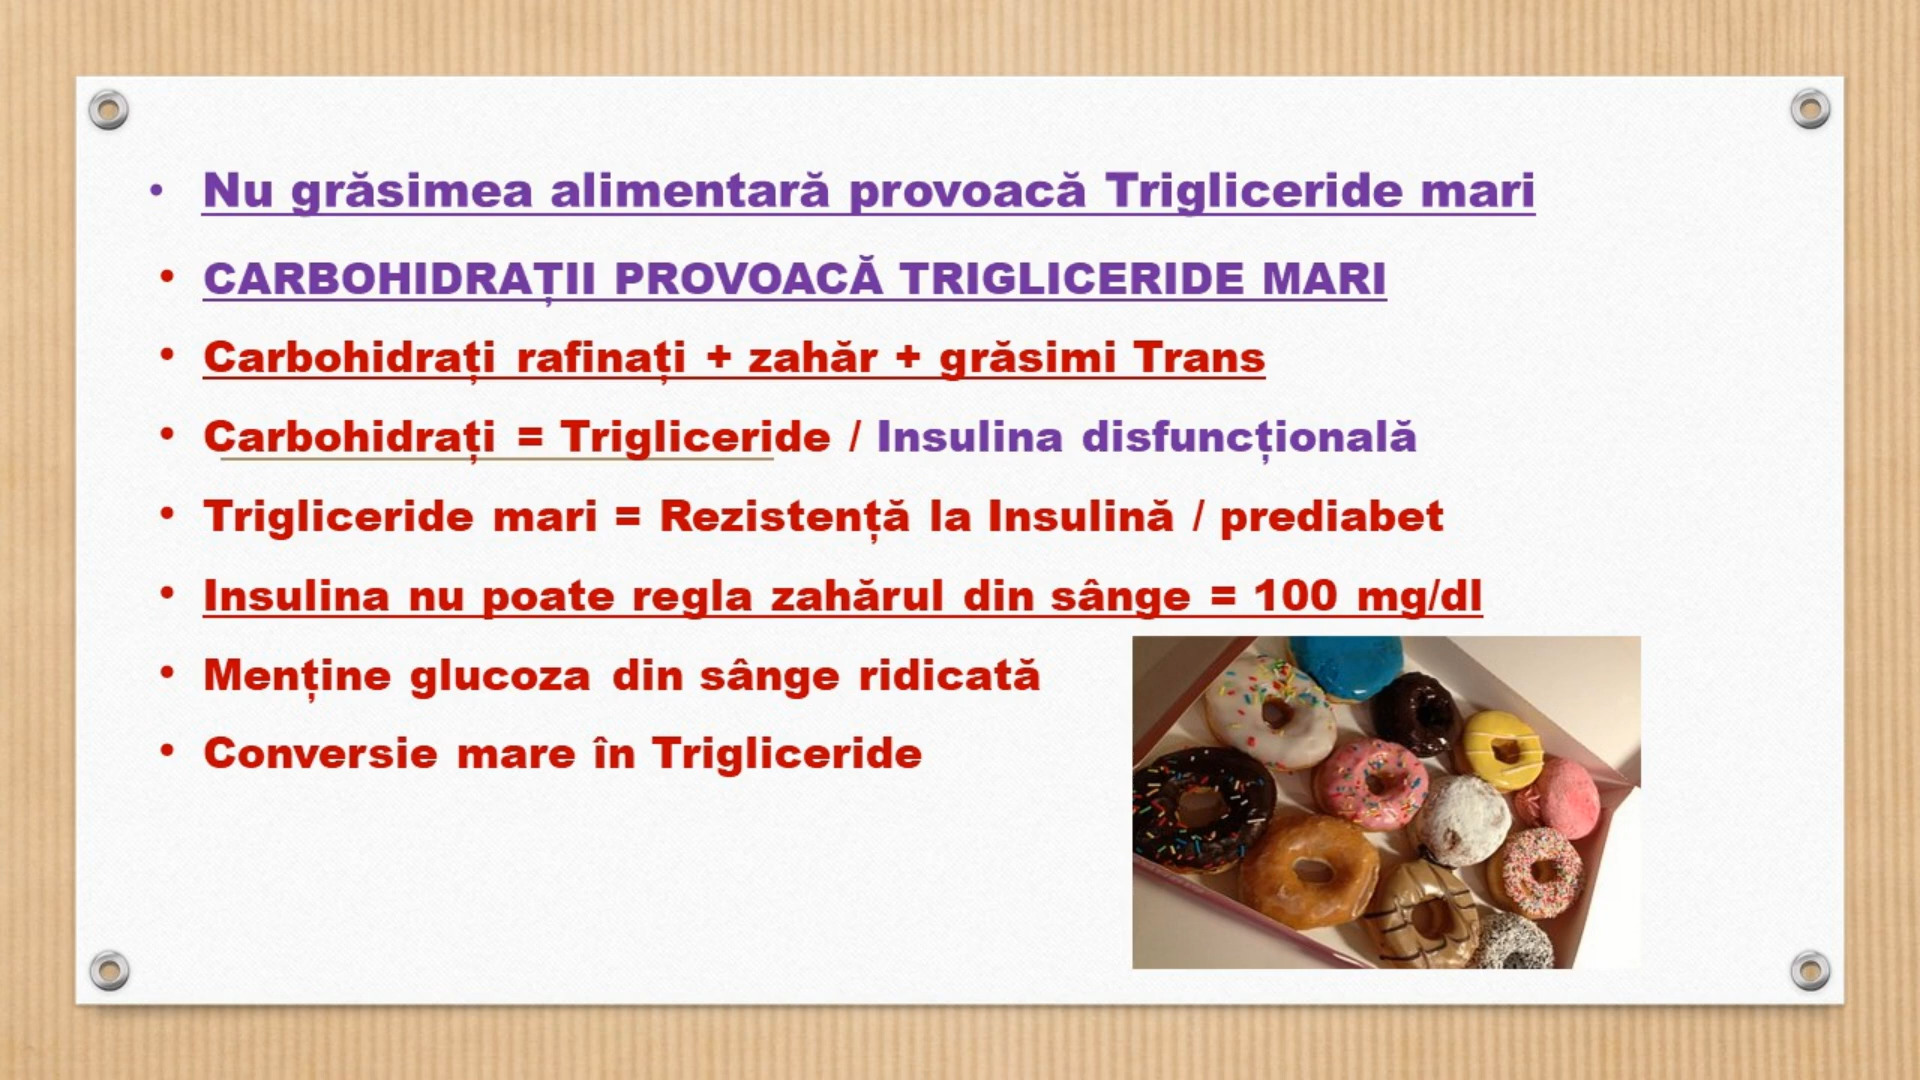 • Nu grăsimea alimentară provoacă Trigliceride mari
• CARBOHIDRAȚII PROVOACĂ TRIGLICERIDE MARI
• Carbohidrați rafinați + zahăr + grăsimi Trans
• Carbohidrați = Trigliceride / Insulina disfuncțională
• Trigliceride mari = Rezistență la Insulină / prediabet
• Insulina nu poate regla zahărul din sânge = 100 mg/dl
• Menține glucoza din sânge ridicată
• Conversie mare în Trigliceride